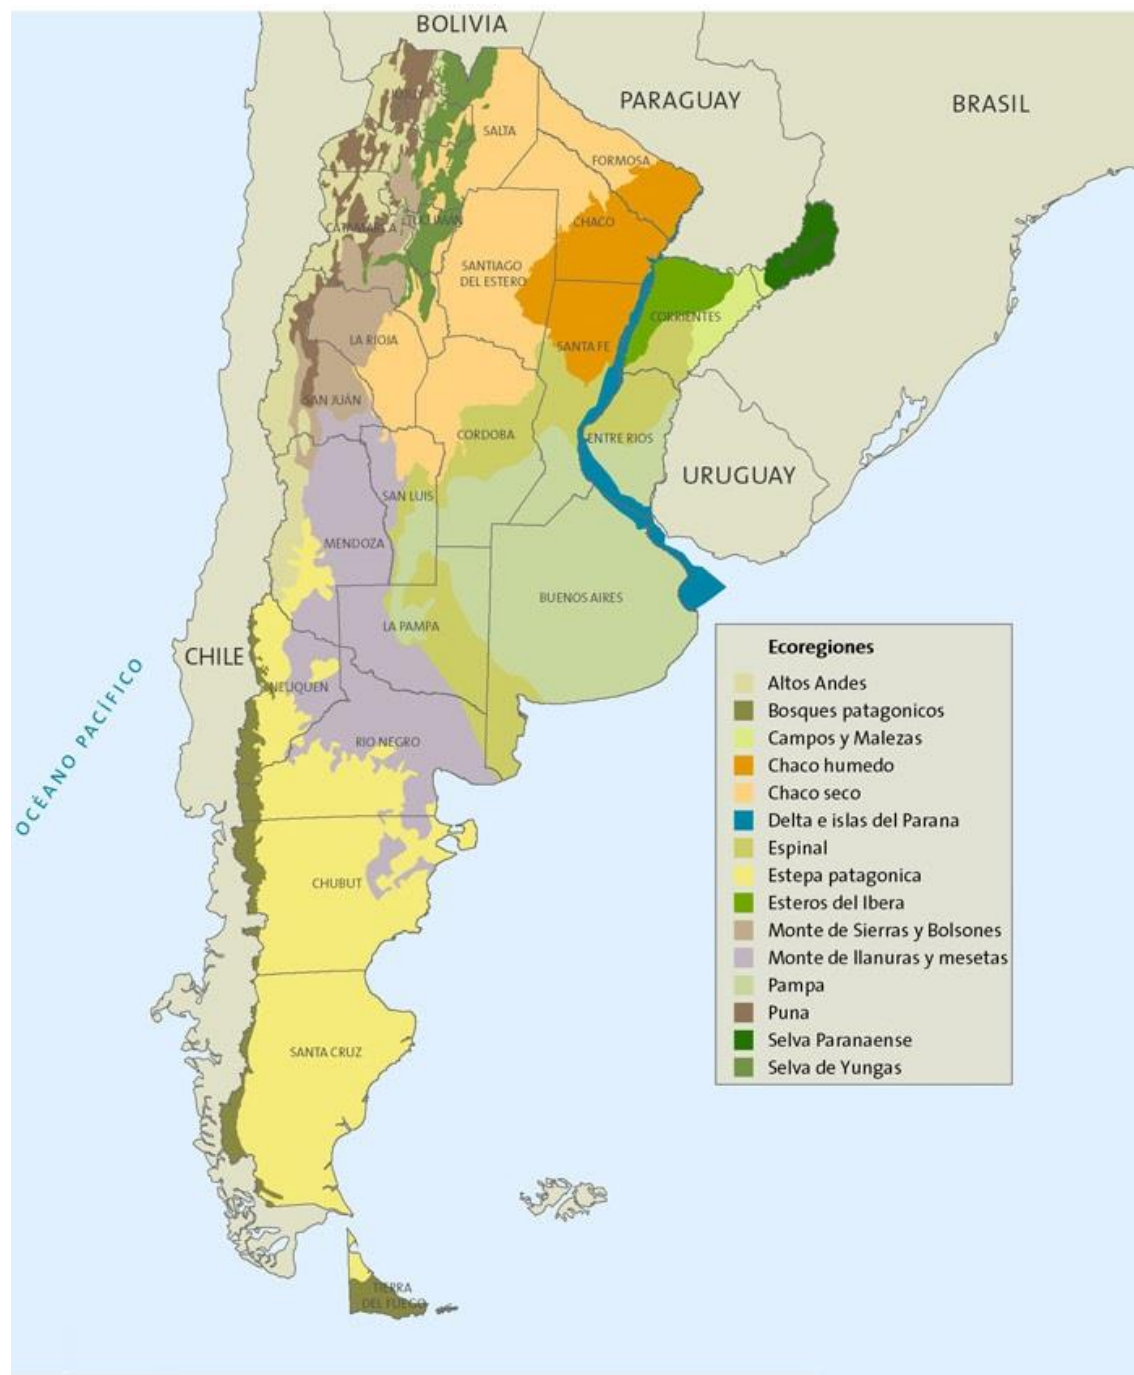 BOLIVIA
PARAGUAY
BRASIL
JUJUY
SALTA
FORMOSA
CHACO
CATAMARCA
TUCUMAN
SANTIAGO
DEL ESTERO
CORRIENTES
LA RIOJA
SANTA FE
SAN JUÁN
CORDOBA
ENTRE RIOS
URUGUAY
SAN LUIS
MENDOZA
BUENOS AIRES
LA PAMPA
CHILE
NEUQUEN
RIO NEGRO
OCÉANO PACÍFICO
CHUBUT
SANTA CRUZ
TIERRA
DEL FUEGO
Ecoregiones
Altos Andes
Bosques patagonicos
Campos y Malezas
Chaco humedo
Chaco seco
Delta e islas del Parana
Espinal
Estepa patagonica
Esteros del Ibera
Monte de Sierras y Bolsones
Monte de llanuras y mesetas
Pampa
Puna
Selva Paranaense
Selva de Yungas